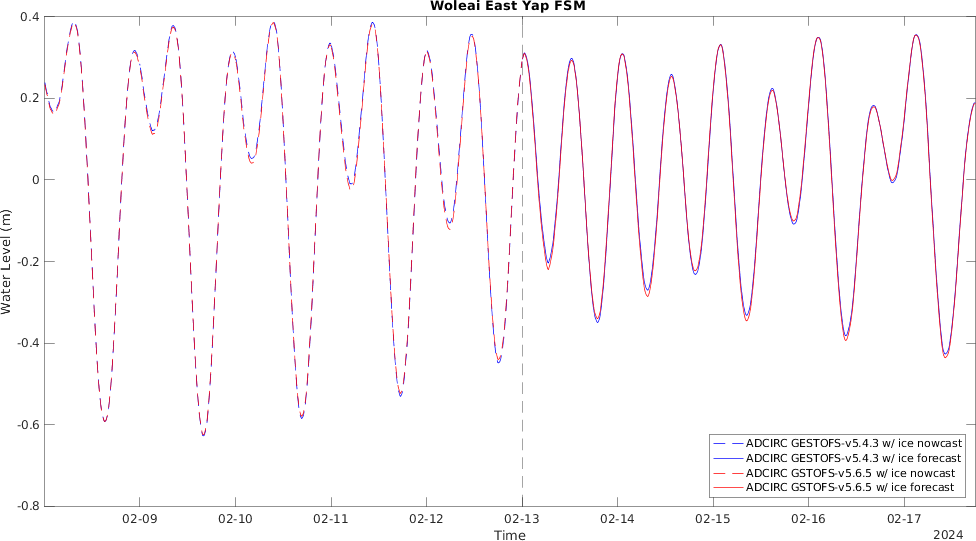 Woleai East Yap FSM
0.4
0.2
0
-0.2
-0.4
-0.6
-0.8
Water Level (m)
02-09
02-10
02-11
02-12
02-13
02-14
02-15
02-16
02-17
Time
2024
ADCIRC GESTOFS-v5.4.3 w/ ice nowcast
ADCIRC GESTOFS-v5.4.3 w/ ice forecast
ADCIRC GSTOFS-v5.6.5 w/ ice nowcast
ADCIRC GSTOFS-v5.6.5 w/ ice forecast